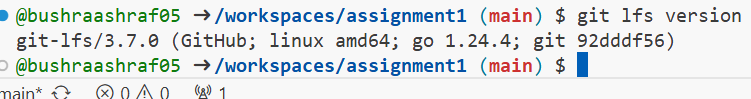 @bushraashraf05 ➜ /workspaces/assignment1 (main) $ git lfs version
git-lfs/3.7.0 (GitHub; linux amd64; go 1.24.4; git 92dddf56)
@bushraashraf05 ➜ /workspaces/assignment1 (main) $
main* 0 0 1